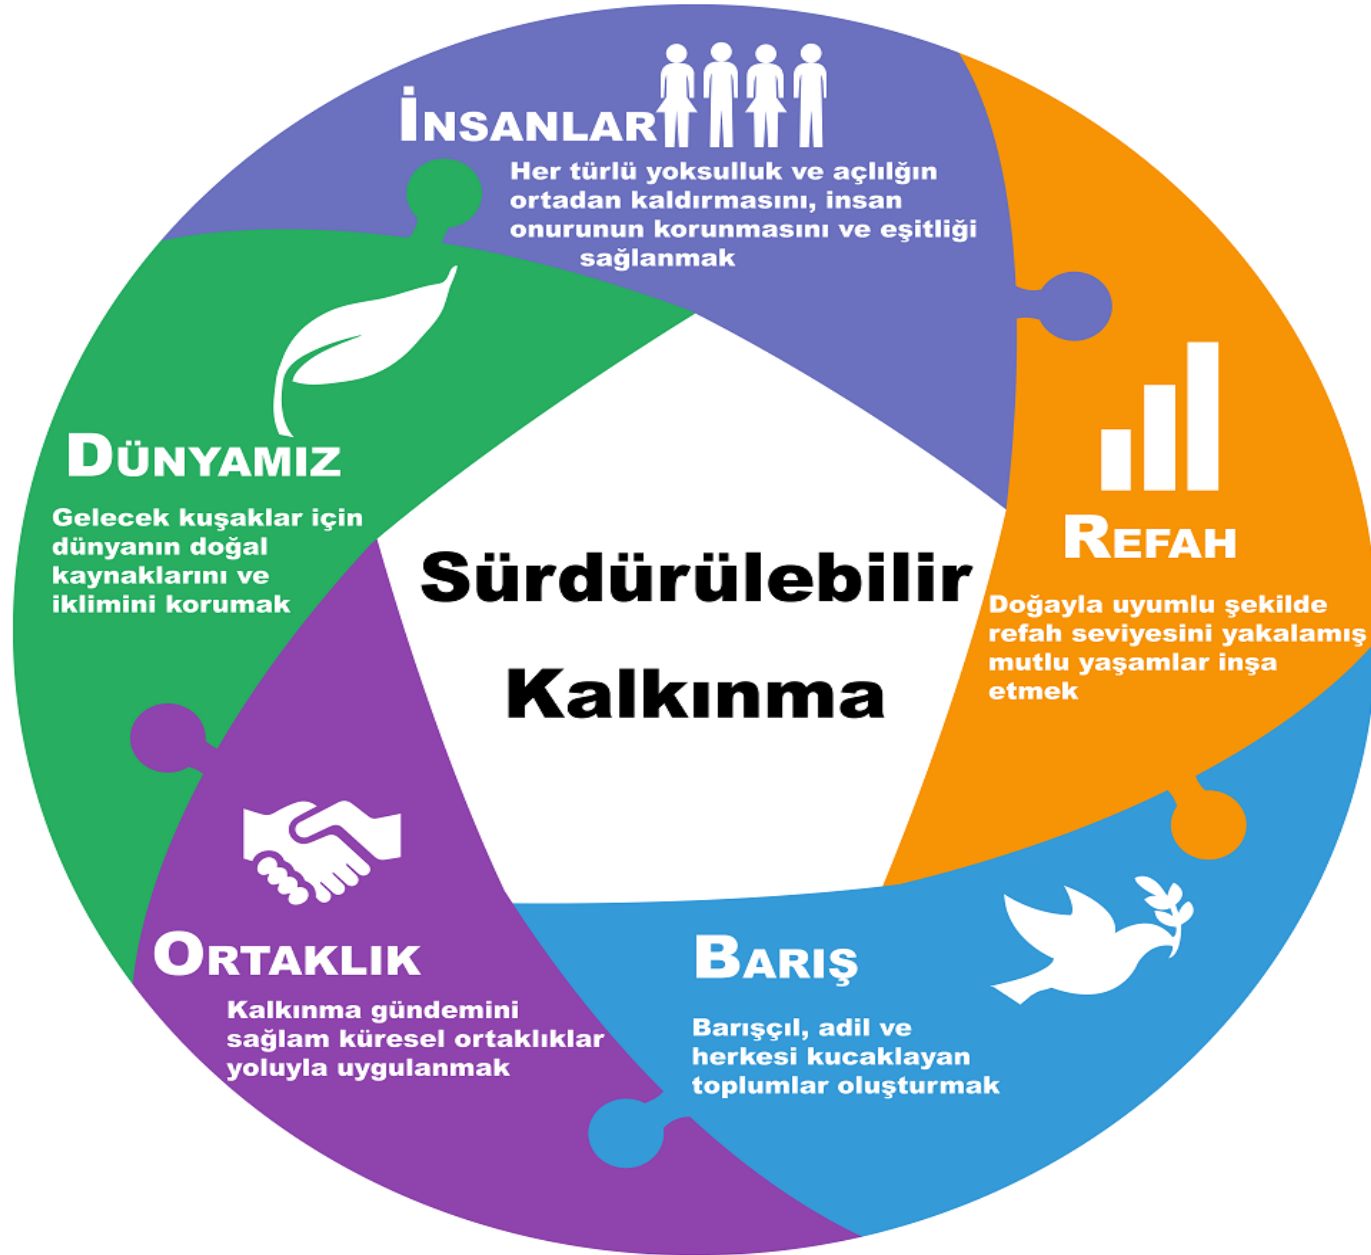 İNSANLAR
Her türlü yoksulluk ve açlılğın
ortadan kaldırmasını, insan
onurunun korunmasını ve eşitliği
sağlanmak
REFAH
Doğayla uyumlu şekilde
refah seviyesini yakalamış
mutlu yaşamlar inşa
etmek
BARIŞ
Barışçıl, adil ve
herkesi kucaklayan
toplumlar oluşturmak
ORTAKLIK
Kalkınma gündemini
sağlam küresel ortaklıklar
yoluyla uygulanmak
DÜNYAMIZ
Gelecek kuşaklar için
dünyanın doğal
kaynaklarını ve
iklimini korumak
Sürdürülebilir
Kalkınma